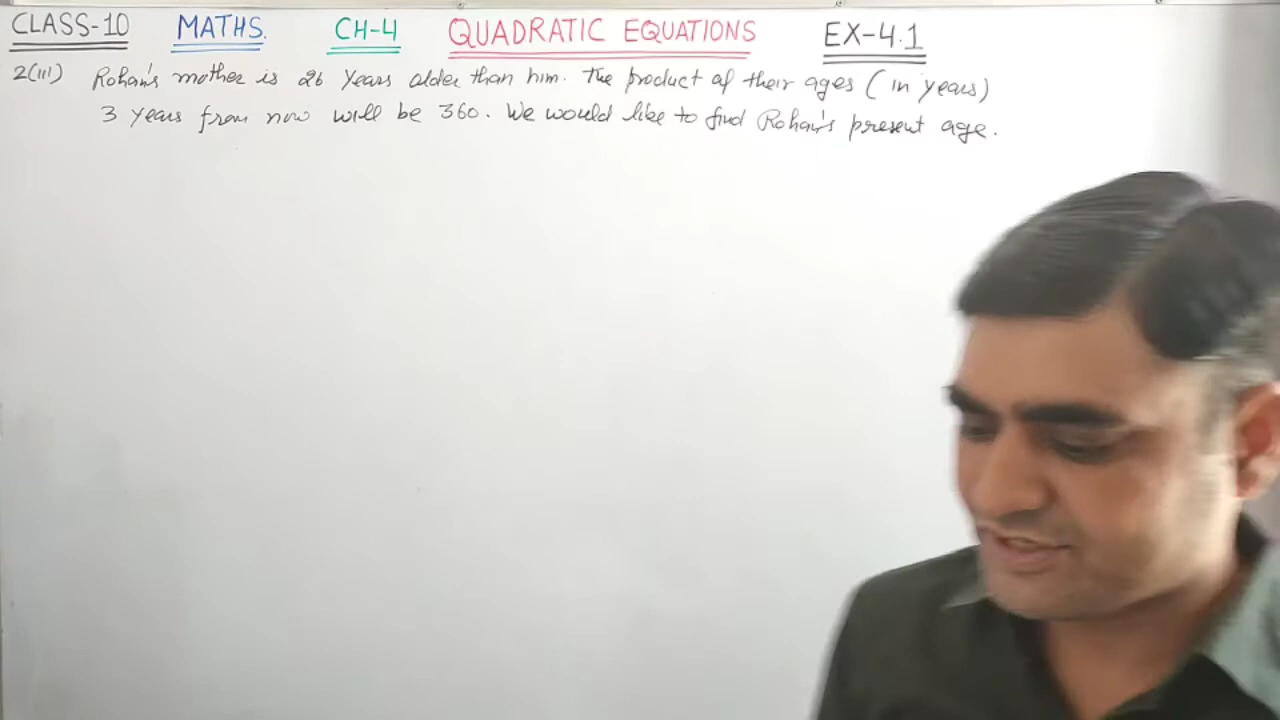 CLASS-10 MATHS. CH-4 QUADRATIC EQUATIONS EX-4.1
2(iii) Rohan's mother is 26 years older than him. The product of their ages (in years)
3 years from now will be 360. We would like to find Rohan's present age.